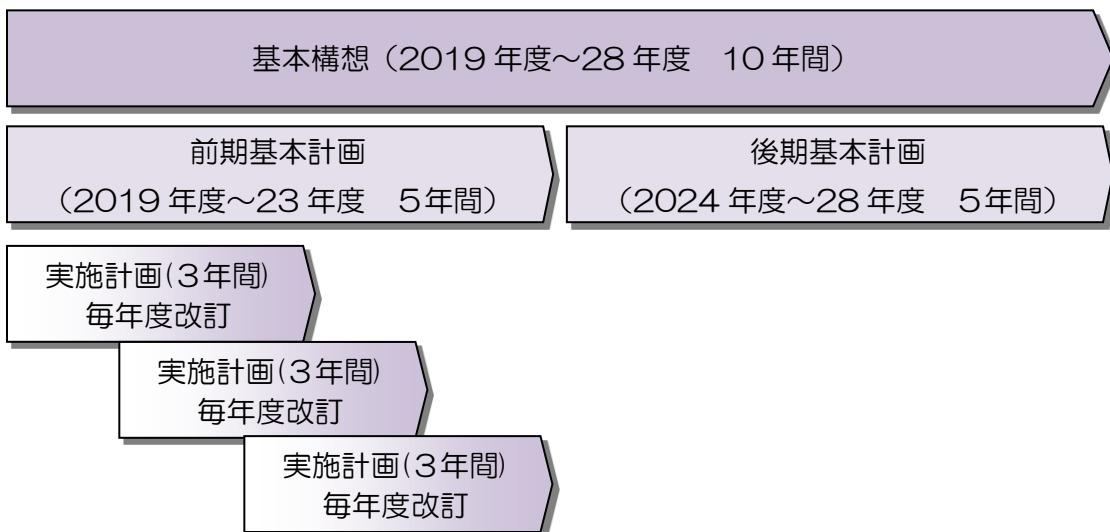 基本構想（2019 年度～28 年度　10 年間）
前期基本計画
（2019 年度～23 年度　5年間）
後期基本計画
（2024 年度～28 年度　5年間）
実施計画(３年間)
毎年度改訂
実施計画(３年間)
毎年度改訂
実施計画(３年間)
毎年度改訂